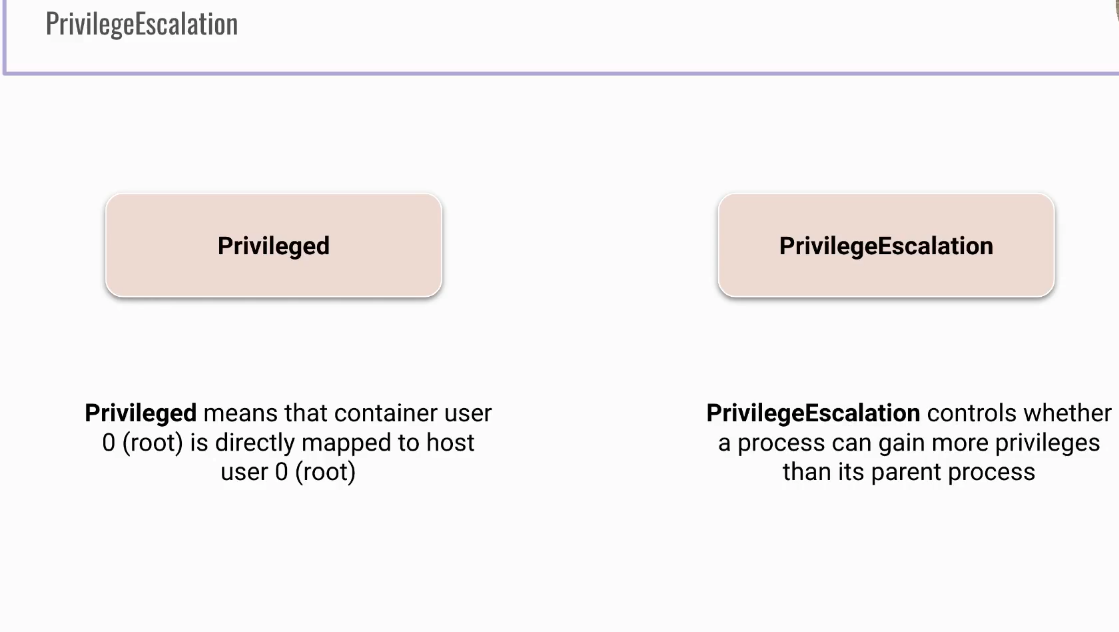 PrivilegeEscalation
Privileged
PrivilegeEscalation
Privileged means that container user
0 (root) is directly mapped to host
user 0 (root)
PrivilegeEscalation controls whether
a process can gain more privileges
than its parent process